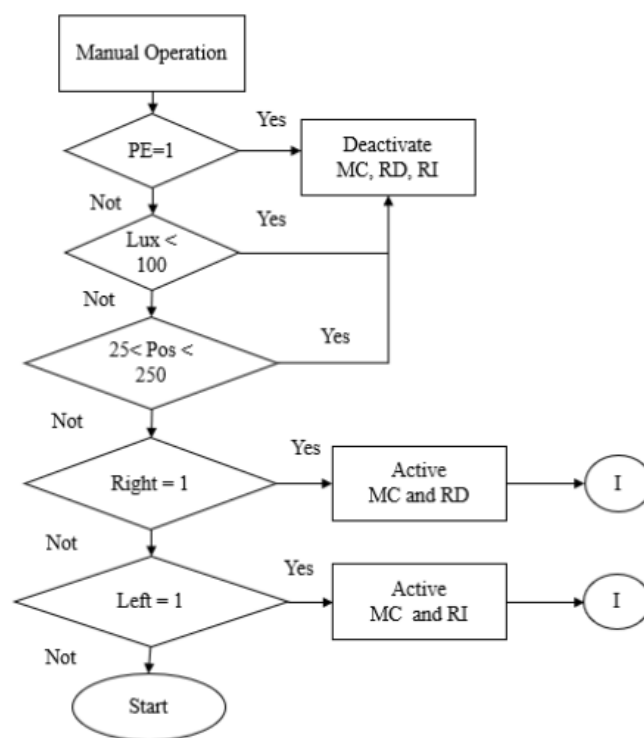 Manual Operation
Yes
PE=1
Deactivate
MC, RD, RI
Not
Yes
Lux <
100
Not
Yes
25< Pos <
250
Not
Yes
Right = 1
Active
MC and RD
I
Not
Yes
Left = 1
Active
MC and RI
I
Not
Start